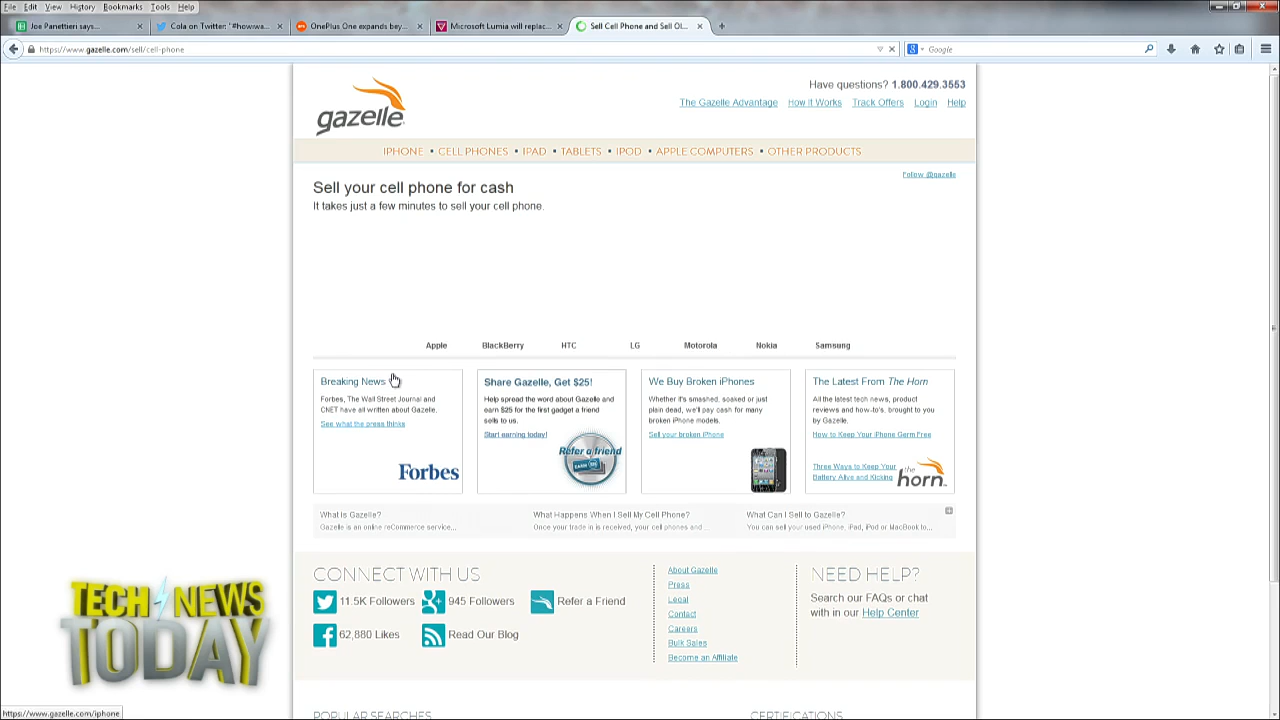 File Edit View History Bookmarks Tools Help
Joe Panettieri says...
Cola on Twitter: "#howiwa...
OnePlus One expands bey...
Microsoft Lumia will replac...
Sell Cell Phone and Sell Ol...
https://www.gazelle.com/sell/cell-phone
Google
gazelle
Have questions? 1.800.429.3553
The Gazelle Advantage How It Works Track Offers Login Help
IPHONE • CELL PHONES • IPAD • TABLETS • IPOD • APPLE COMPUTERS • OTHER PRODUCTS
Follow @gazelle
Sell your cell phone for cash
It takes just a few minutes to sell your cell phone.
Apple BlackBerry HTC LG Motorola Nokia Samsung
Breaking News
Forbes, The Wall Street Journal and
CNET have all written about Gazelle.
See what the press thinks
Forbes
Share Gazelle, Get $25!
Help spread the word about Gazelle and
earn $25 for the first gadget a friend
sells to us.
Start earning today!
Refer a friend
We Buy Broken iPhones
Whether it's smashed, soaked or just
plain dead, we'll pay cash for many
broken iPhone models.
Sell your broken iPhone
The Latest From The Horn
All the latest tech news, product
reviews and how-to's, brought to you
by Gazelle.
How to Keep Your iPhone Germ Free
Three Ways to Keep Your
Battery Alive and Kicking
the
horn
What is Gazelle?
Gazelle is an online reCommerce service...
What Happens When I Sell My Cell Phone?
Once your trade in is received, your cell phones and...
What Can I Sell to Gazelle?
You can sell your used iPhone, iPad, iPod or MacBook to...
CONNECT WITH US
11.5K Followers
945 Followers
Refer a Friend
62,880 Likes
Read Our Blog
About Gazelle
Press
Legal
Contact
Careers
Bulk Sales
Become an Affiliate
NEED HELP?
Search our FAQs or chat
with in our Help Center
TECH NEWS
TODAY
POPULAR SEARCHES
CERTIFICATIONS
https://www.gazelle.com/iphone